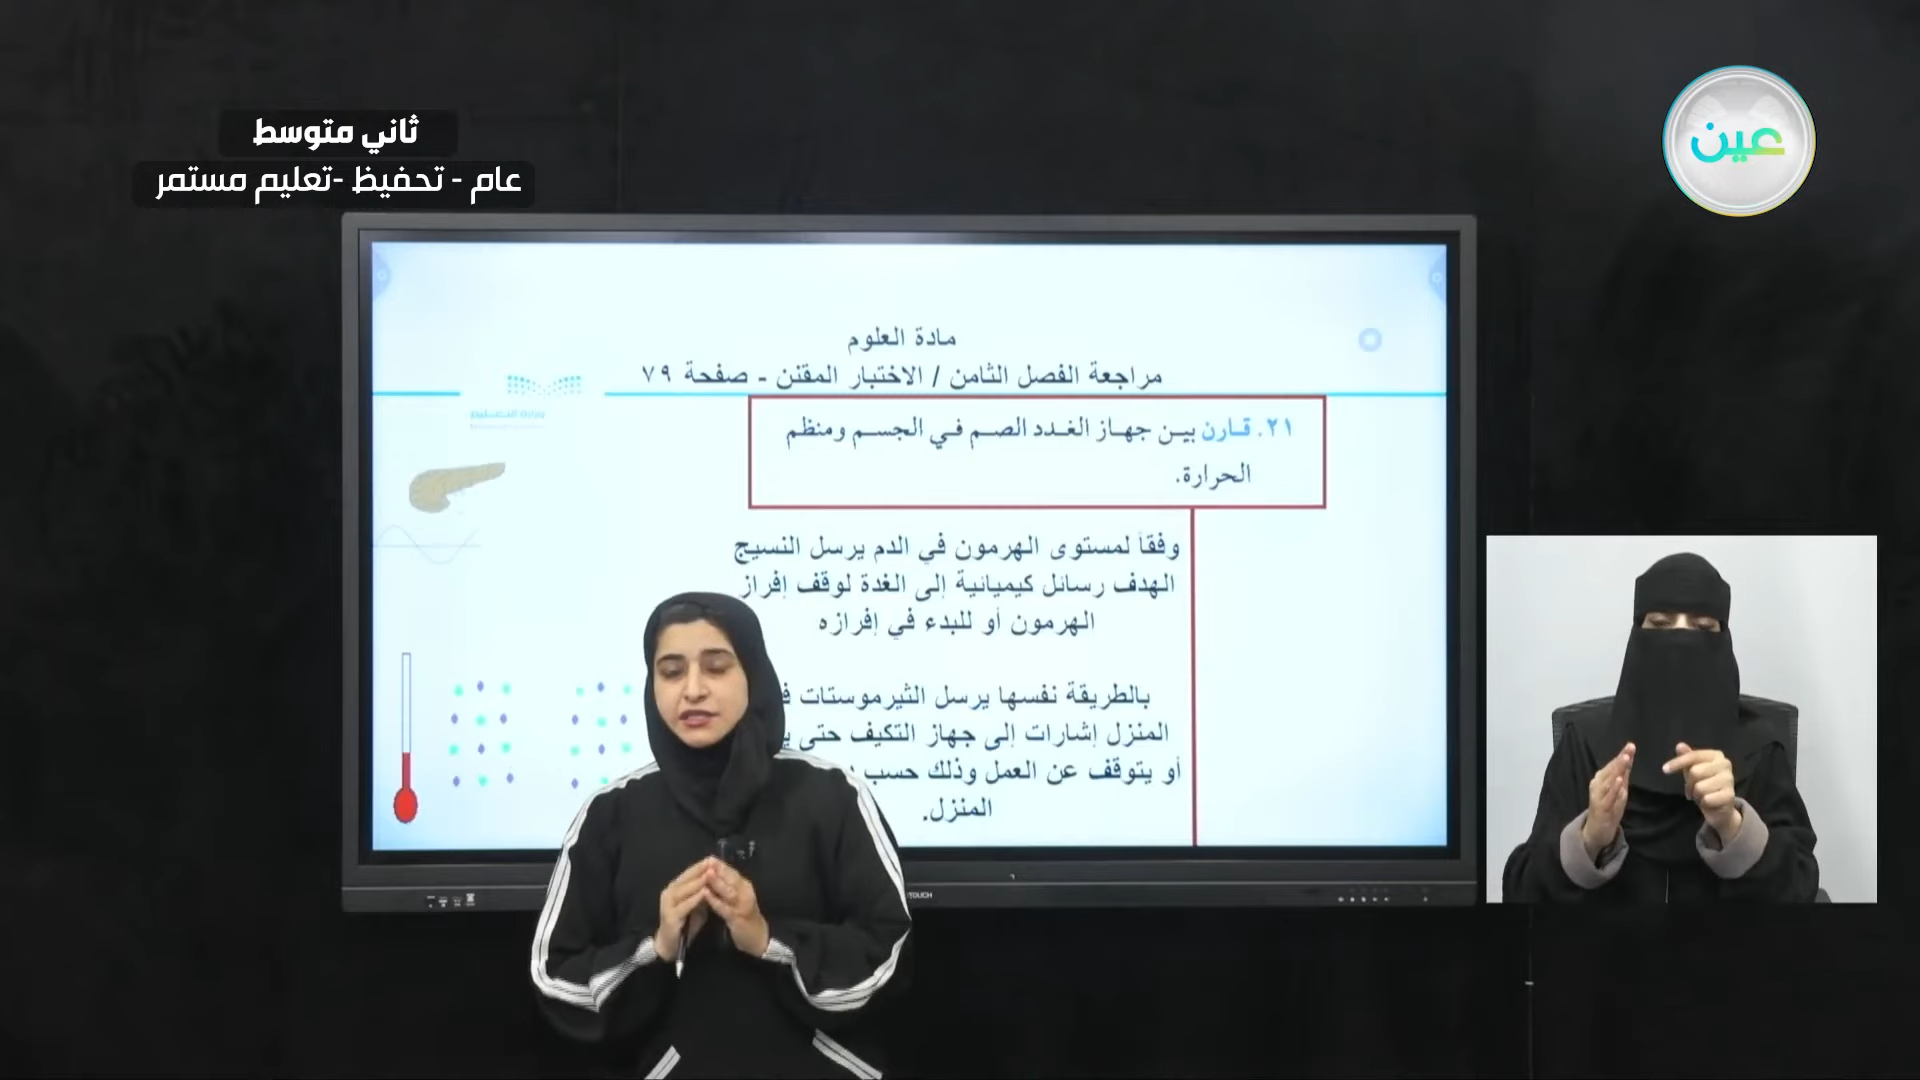 ثاني متوسط
عام - تحفيظ -تعليم مستمر
عين
مادة العلوم
مراجعة الفصل الثامن / الاختبار المقنن - صفحة ٧٩
وزارة التعليم
٢١. قارن بين جهاز الغدد الصم في الجسم ومنظم
الحرارة.
وفقاً لمستوى الهرمون في الدم يرسل النسيج
الهدف رسائل كيميائية إلى الغدة لوقف إفراز
الهرمون أو للبدء في إفرازه
بالطريقة نفسها يرسل الثيرموستات
المنزل إشارات إلى جهاز التكيف حتى
أو يتوقف عن العمل وذلك حسب
المنزل.